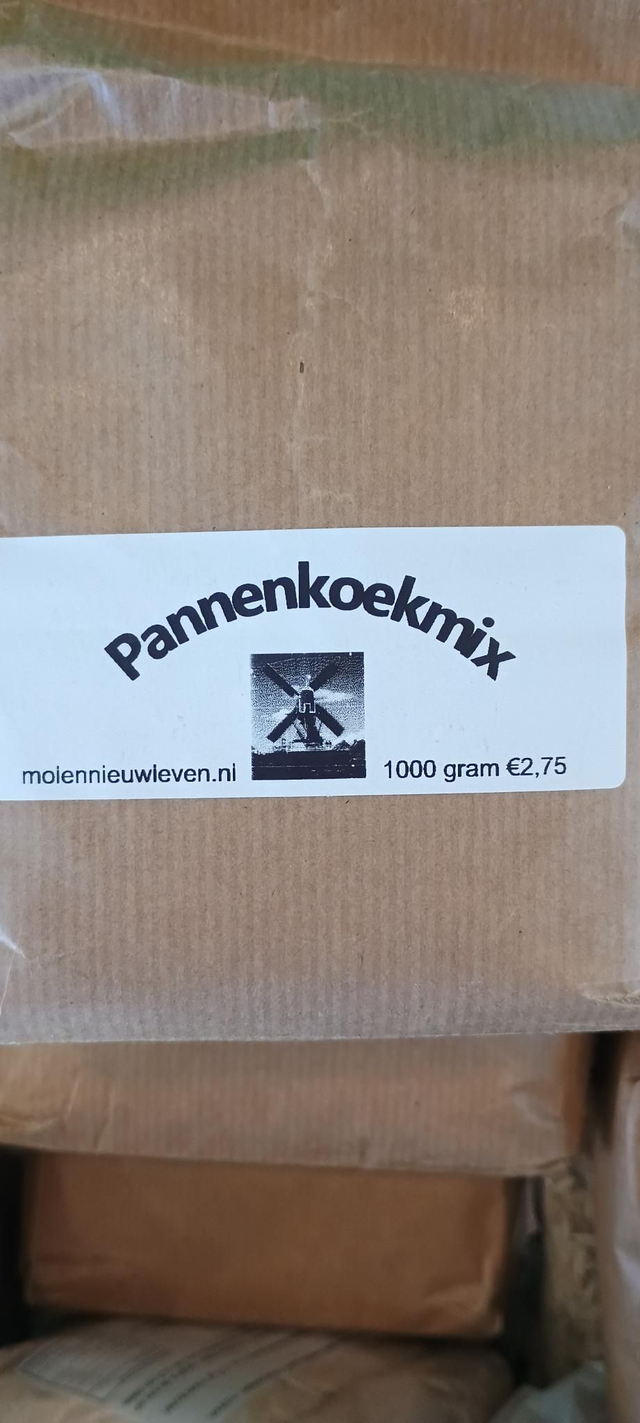 Pannenkoekmix
molennieuwleven.nl
1000 gram €2,75